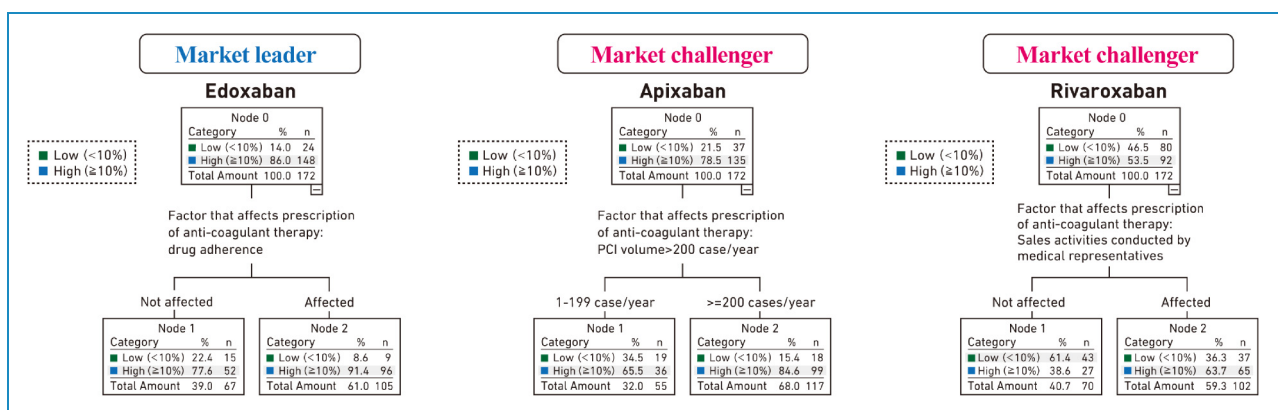 Market leader
Edoxaban
Node 0
Category % n
Low (<10%) 14.0 24
High (≧10%) 86.0 148
Total Amount 100.0 172
Low (<10%)
High (≧10%)
Factor that affects prescription
of anti-coagulant therapy:
drug adherence
Not affected
Affected
Node 1
Category % n
Low (<10%) 22.4 15
High (≧10%) 77.6 52
Total Amount 39.0 67
Node 2
Category % n
Low (<10%) 8.6 9
High (≧10%) 91.4 96
Total Amount 61.0 105
Market challenger
Apixaban
Node 0
Category % n
Low (<10%) 21.5 37
High (≧10%) 78.5 135
Total Amount 100.0 172
Low (<10%)
High (≧10%)
Factor that affects prescription
of anti-coagulant therapy:
PCI volume>200 case/year
1-199 case/year
>=200 cases/year
Node 1
Category % n
Low (<10%) 34.5 19
High (≧10%) 65.5 36
Total Amount 32.0 55
Node 2
Category % n
Low (<10%) 15.4 18
High (≧10%) 84.6 99
Total Amount 68.0 117
Market challenger
Rivaroxaban
Node 0
Category % n
Low (<10%) 46.5 80
High (≧10%) 53.5 92
Total Amount 100.0 172
Low (<10%)
High (≧10%)
Factor that affects prescription
of anti-coagulant therapy:
Sales activities conducted by
medical representatives
Not affected
Affected
Node 1
Category % n
Low (<10%) 61.4 43
High (≧10%) 38.6 27
Total Amount 40.7 70
Node 2
Category % n
Low (<10%) 36.3 37
High (≧10%) 63.7 65
Total Amount 59.3 102